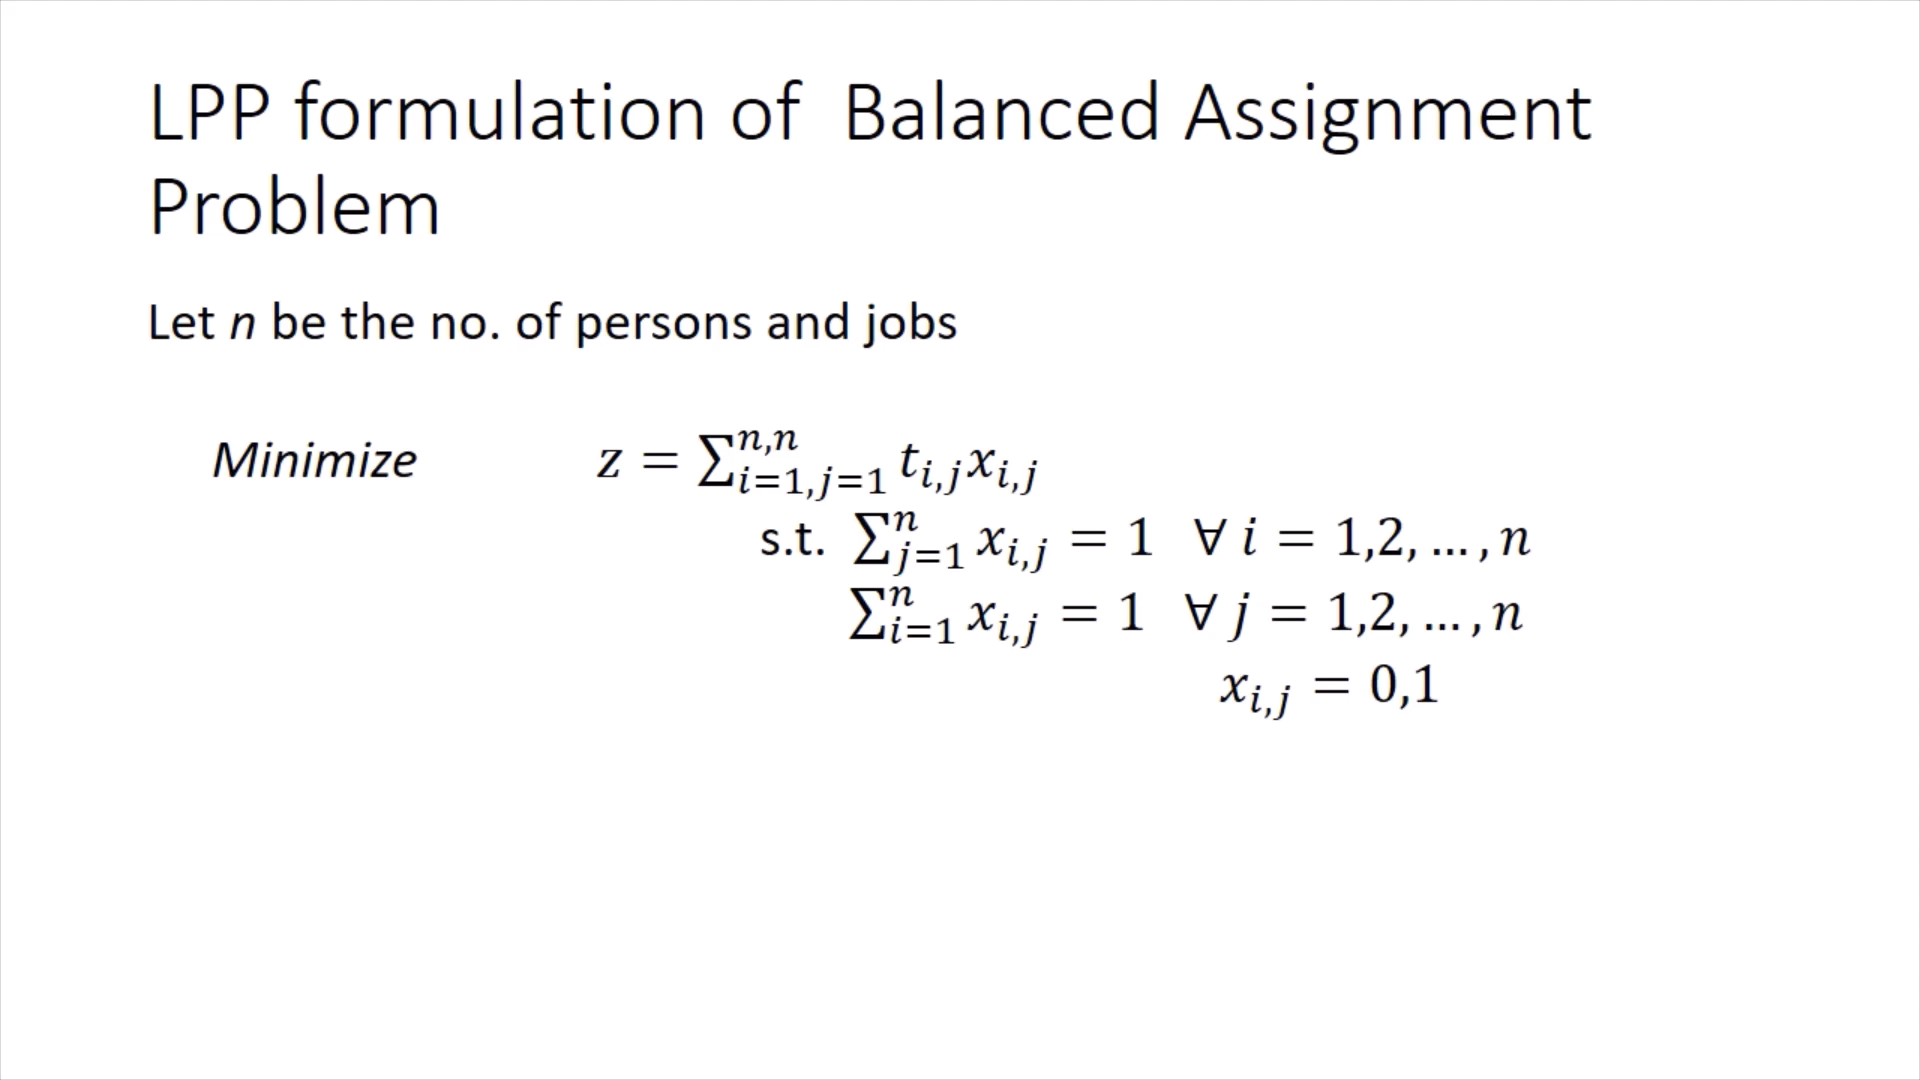 LPP formulation of  Balanced Assignment
Problem
Let n be the no. of persons and jobs
Minimize z = ∑_{i=1,j=1}^{n,n} t_{i,j}x_{i,j}
s.t. ∑_{j=1}^{n} x_{i,j} = 1 ∀ i = 1,2, … , n
∑_{i=1}^{n} x_{i,j} = 1 ∀ j = 1,2, … , n
x_{i,j} = 0,1